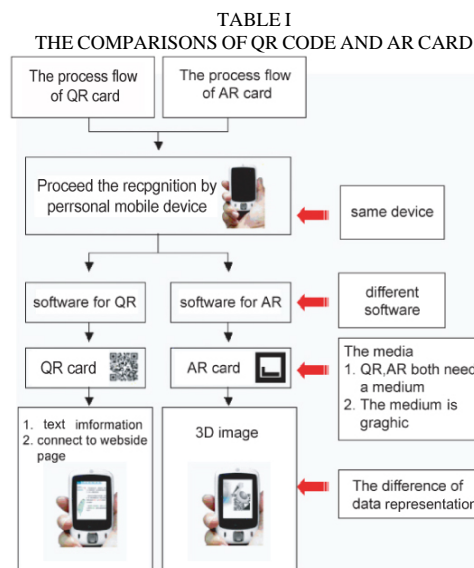 TABLE I
THE COMPARISONS OF QR CODE AND AR CARD
The process flow
of QR card
The process flow
of AR card
Proceed the recpgnition by
perrsonal mobile device
same device
software for QR
software for AR
different
software
QR card
AR card
The media
1. QR,AR both need
a medium
2. The medium is
graghic
1. text imformation
2. connect to webside
page
3D image
The difference of
data representation